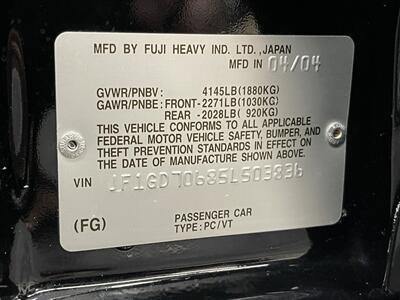 MFD BY FUJI HEAVY IND. LTD.,JAPAN
MFD IN 04/04
GVWR/PNBV: 4145LB(1880KG)
GAWR/PNBE: FRONT-2271LB(1030KG)
REAR -2028LB( 920KG)
THIS VEHICLE CONFORMS TO ALL APPLICABLE
FEDERAL MOTOR VEHICLE SAFETY, BUMPER, AND
THEFT PREVENTION STANDARDS IN EFFECT ON
THE DATE OF MANUFACTURE SHOWN ABOVE.
VIN JF1GD70685L503836
(FG) PASSENGER CAR
TYPE:PC/VT